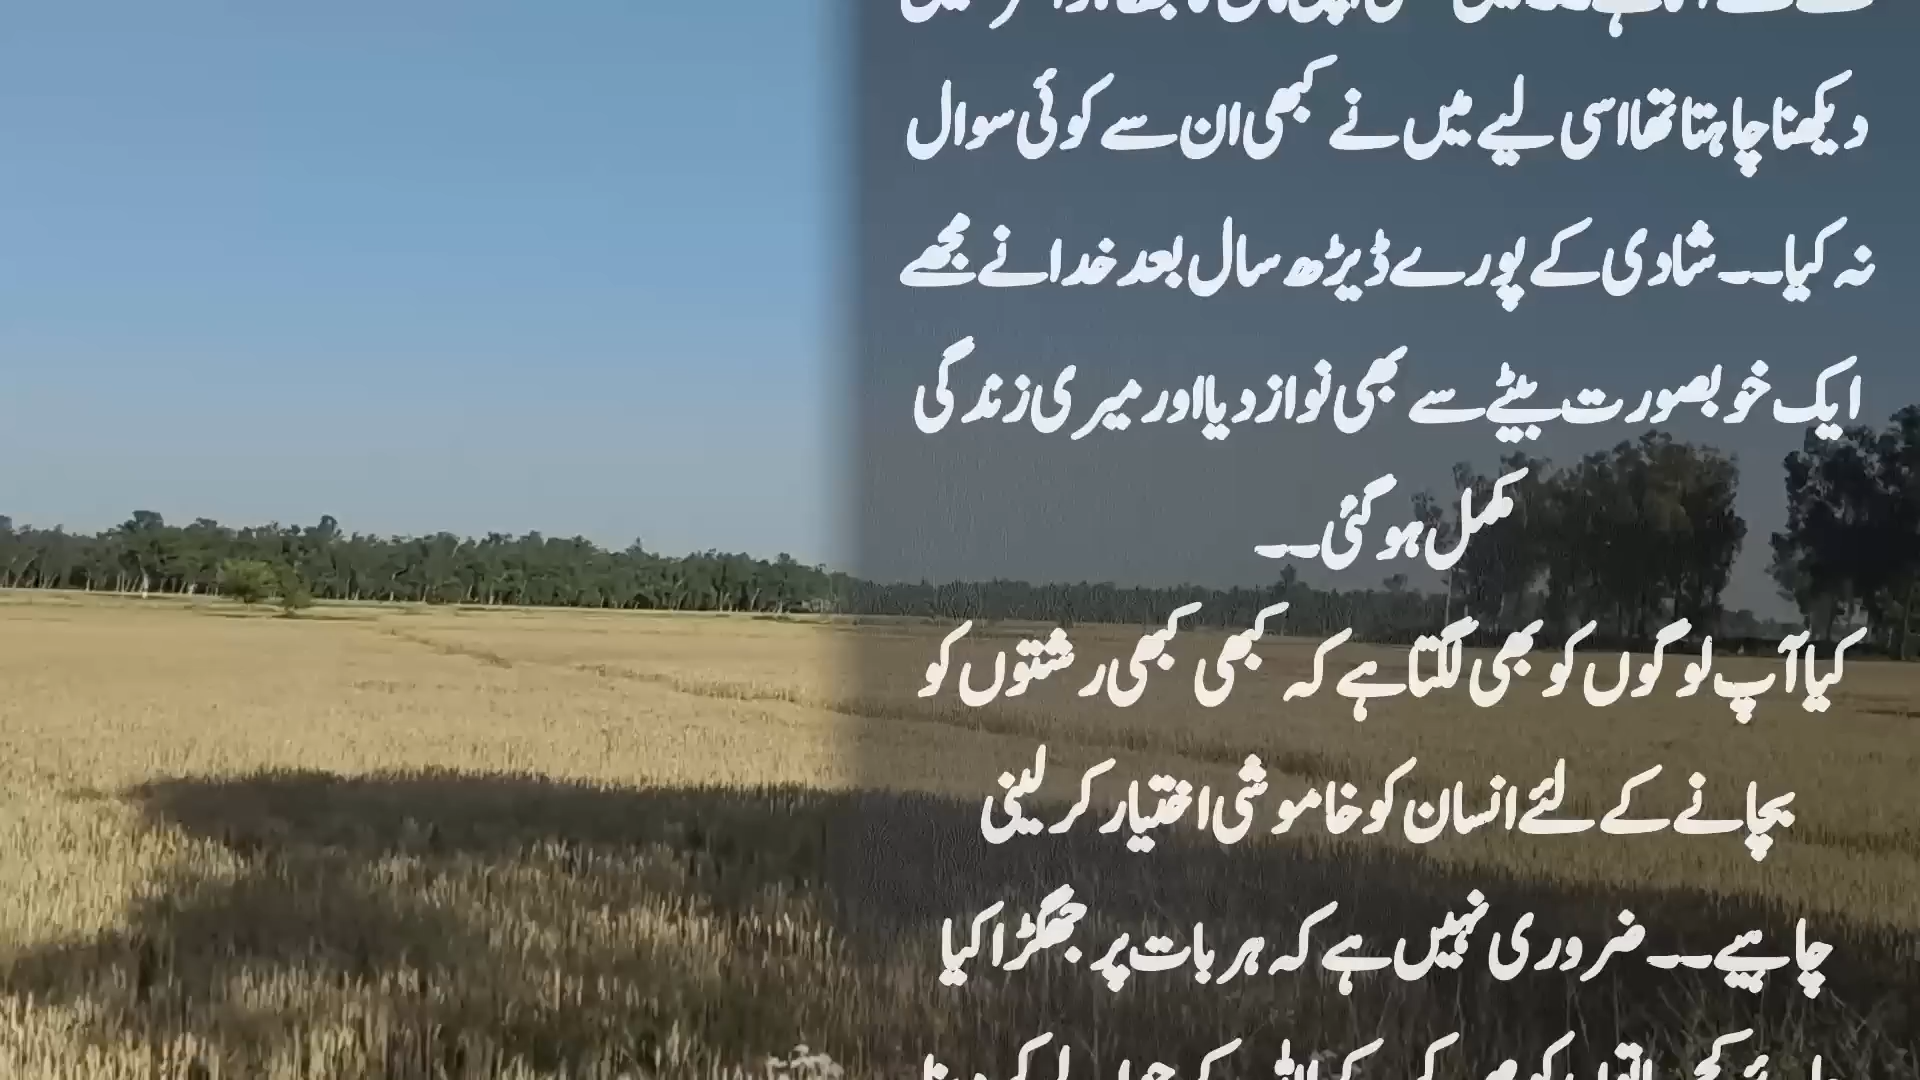 دیکھنا چاہتا تھا اسی لیے میں نے کبھی ان سے کوئی سوال
نہ کیا۔۔ شادی کے پورے ڈیڑھ سال بعد خدا نے مجھے
ایک خوبصورت بیٹے سے بھی نواز دیا اور میری زندگی
مکمل ہو گئی۔۔
کیا آپ لوگوں کو بھی لگتا ہے کہ کبھی کبھی رشتوں کو
بچانے کے لئے انسان کو خاموشی اختیار کر لینی
چاہیے۔۔ ضروری نہیں ہے کہ ہر بات پر جھگڑا کیا